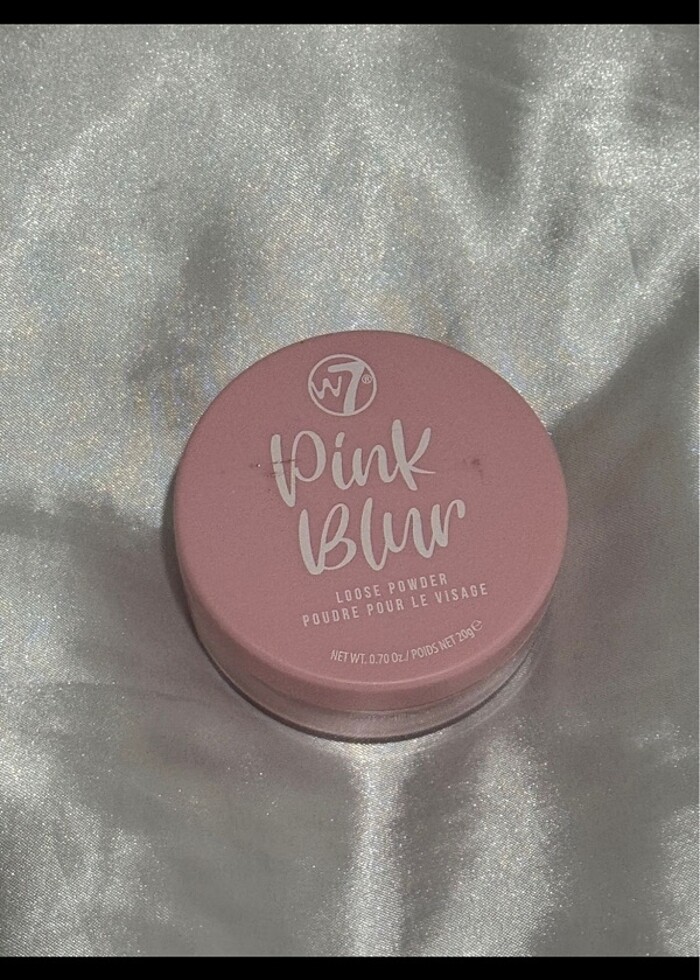 W7®
Pink
Blur
LOOSE POWDER
POUDRE POUR LE VISAGE
NET WT. 0.70 Oz./ POIDS NET 20g℮